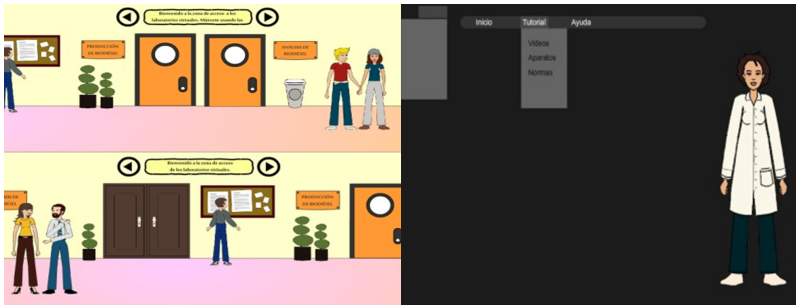 Bienvenido a la zona de acceso a los
laboratorios virtuales. Muévete usando las
PRODUCCIÓN
DE BIODIÉSEL
ANÁLISIS DE
BIODIÉSEL
Bienvenido a la zona de acceso
de los laboratorios virtuales.
PRODUCCIÓN
DE BIODIÉSEL
Inicio Tutorial Ayuda
Videos
Aparatos
Normas